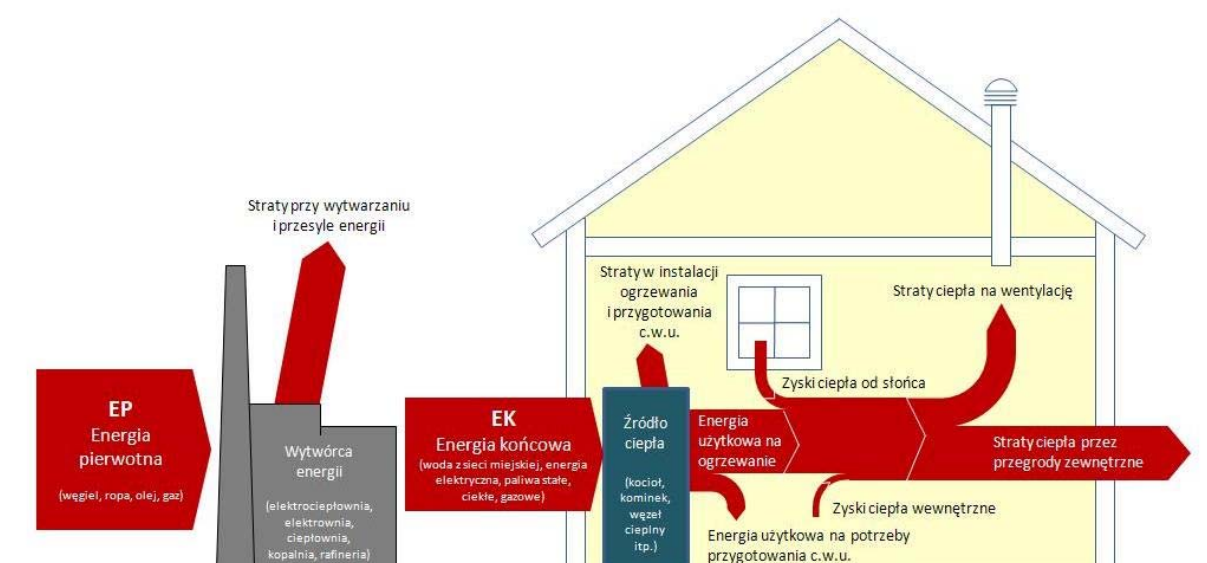 Straty przy wytwarzaniu
i przesyle energii
EP
Energia
pierwotna
(węgiel, ropa, olej, gaz)
Wytwórca
energii
(elektrociepłownia,
elektrownia,
ciepłownia,
kopalnia, rafineria)
EK
Energia końcowa
(woda z sieci miejskiej, energia
elektryczna, paliwa stałe,
ciekłe, gazowe)
Straty w instalacji
ogrzewania
i przygotowania
c.w.u.
Źródło
ciepła
(kocioł,
kominek,
węzeł
cieplny
itp.)
Energia
użytkowa na
ogrzewanie
Zyski ciepła od słońca
Straty ciepła na wentylację
Straty ciepła przez
przegrody zewnętrzne
Zyski ciepła wewnętrzne
Energia użytkowa na potrzeby
przygotowania c.w.u.